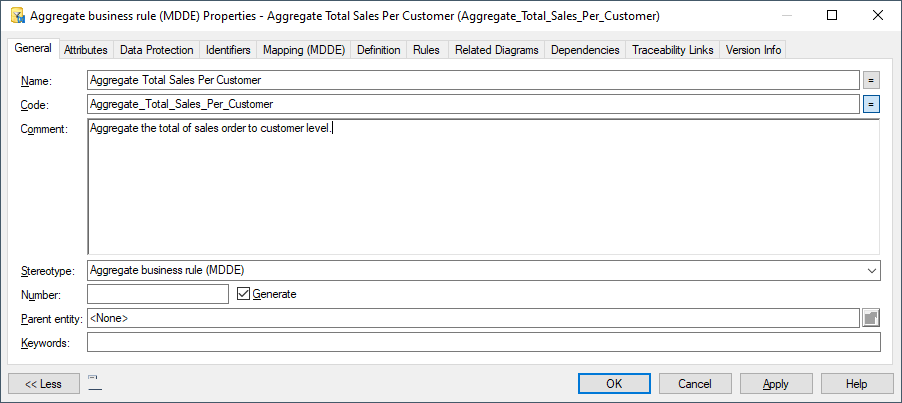 Aggregate business rule (MDDE) Properties - Aggregate Total Sales Per Customer (Aggregate_Total_Sales_Per_Customer)
General Attributes Data Protection Identifiers Mapping (MDDE) Definition Rules Related Diagrams Dependencies Traceability Links Version Info
Name: Aggregate Total Sales Per Customer =
Code: Aggregate_Total_Sales_Per_Customer =
Comment: Aggregate the total of sales order to customer level.
Stereotype: Aggregate business rule (MDDE)
Number: Generate
Parent entity: <None>
Keywords:
<< Less OK Cancel Apply Help